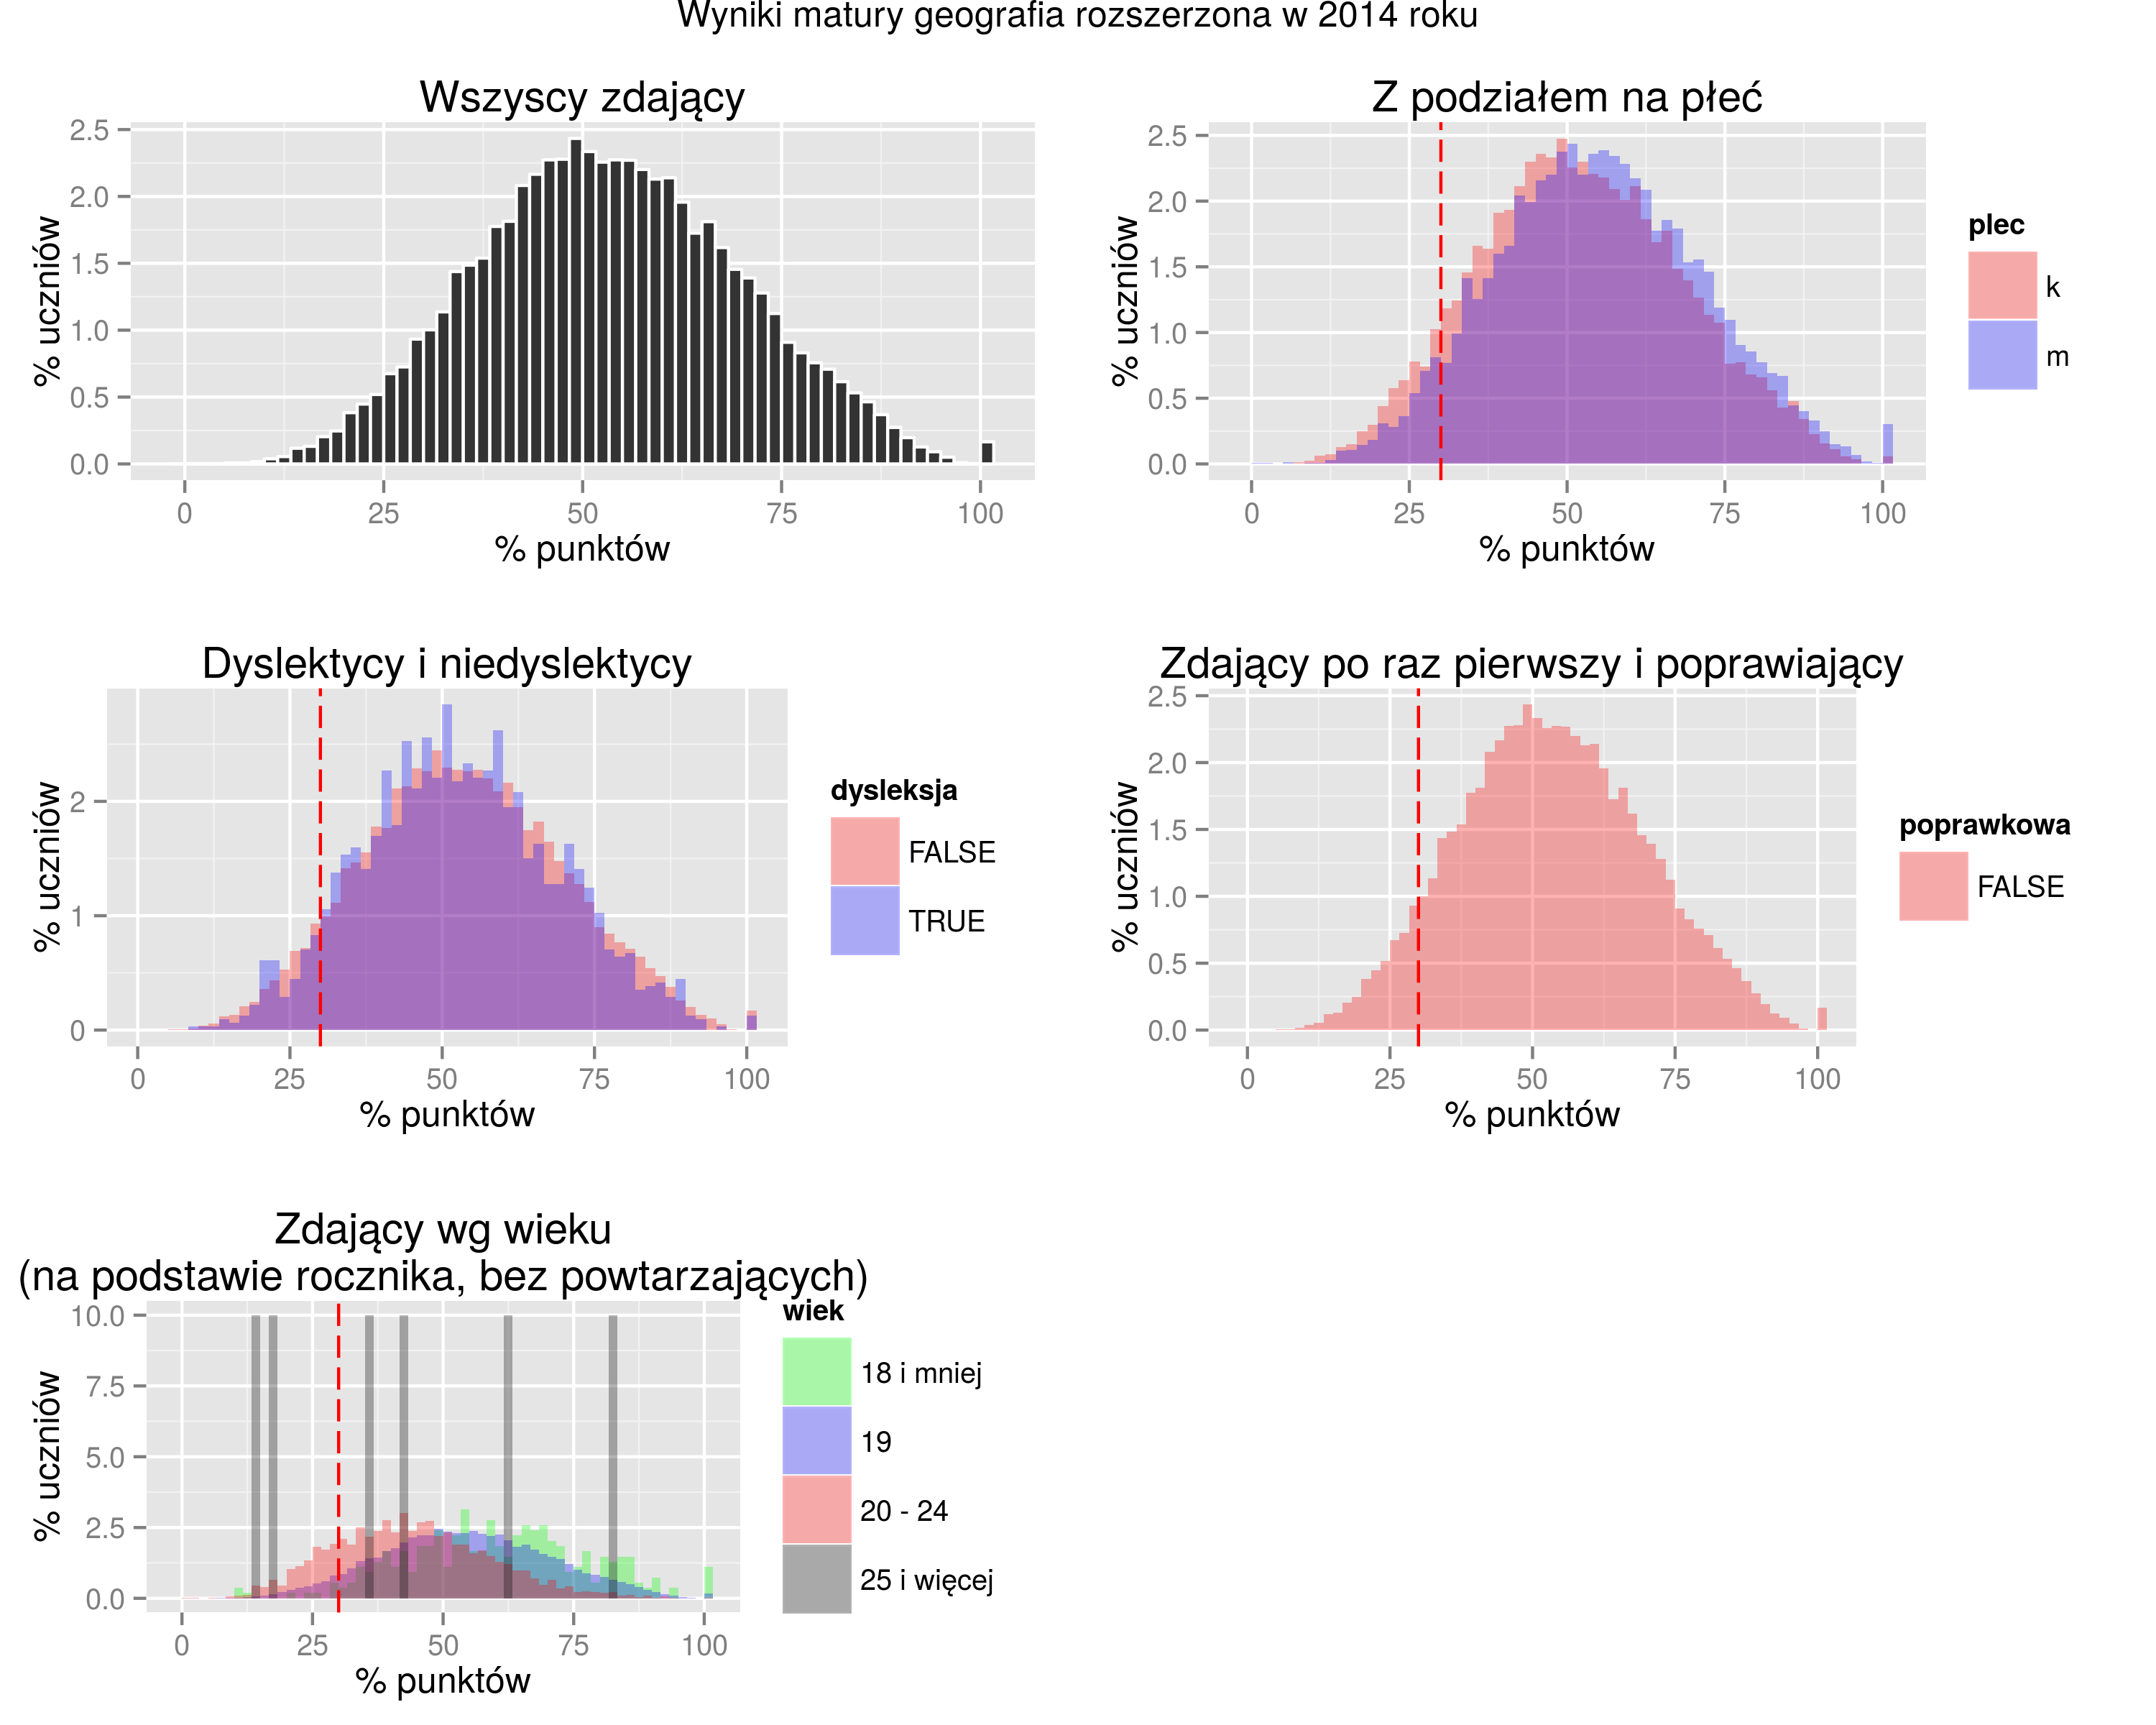 Wyniki matury geografia rozszerzona w 2014 roku
Wszyscy zdający
% uczniów
2.5
2.0
1.5
1.0
0.5
0.0
0 25 50 75 100
% punktów
Z podziałem na płeć
% uczniów
2.5
2.0
1.5
1.0
0.5
0.0
0 25 50 75 100
% punktów
plec
k
m
Dyslektycy i niedyslektycy
% uczniów
2
1
0
0 25 50 75 100
% punktów
dysleksja
FALSE
TRUE
Zdający po raz pierwszy i poprawiający
% uczniów
2.5
2.0
1.5
1.0
0.5
0.0
0 25 50 75 100
% punktów
poprawkowa
FALSE
Zdający wg wieku
(na podstawie rocznika, bez powtarzających)
% uczniów
10.0
7.5
5.0
2.5
0.0
0 25 50 75 100
% punktów
wiek
18 i mniej
19
20 - 24
25 i więcej